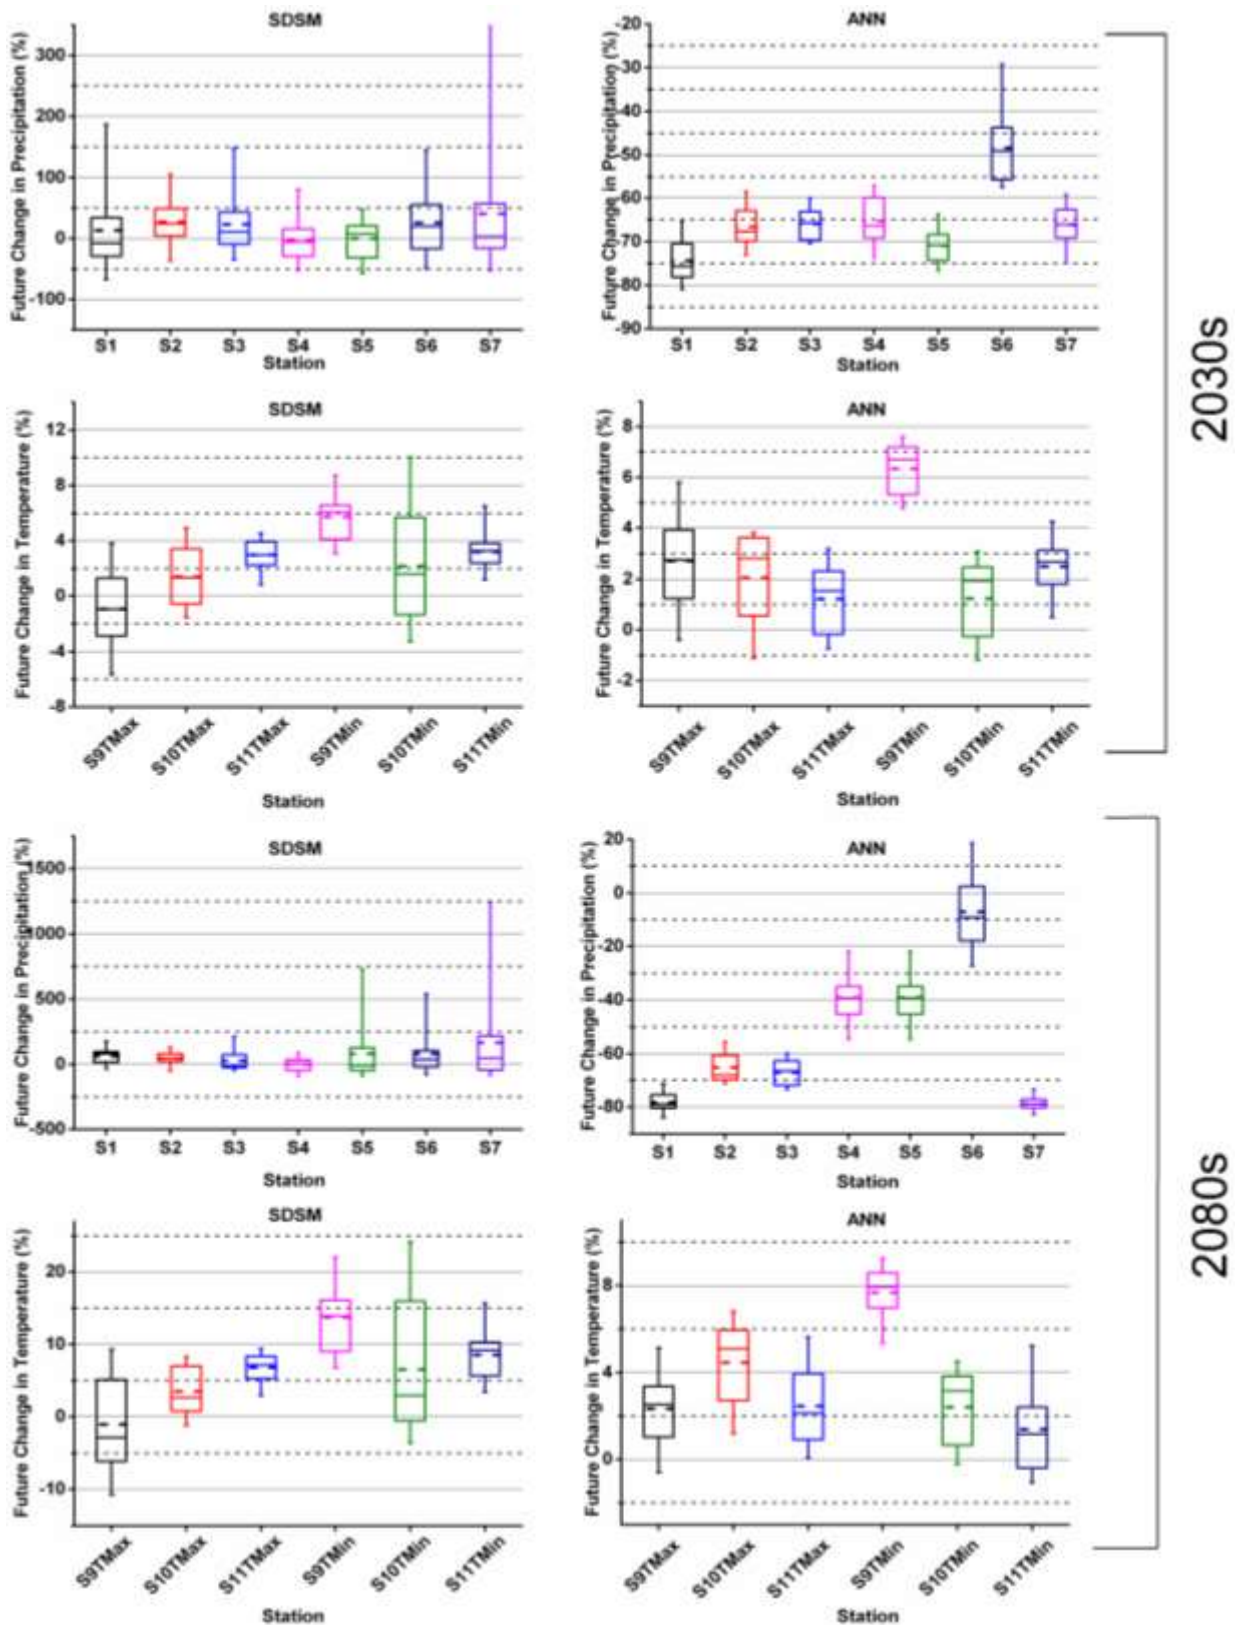 SDSM
Future Change in Precipitation (%)
300
200
100
0
-100
S1 S2 S3 S4 S5 S6 S7
Station
ANN
Future Change in Precipitation (%)
-20
-30
-40
-50
-60
-70
-80
-90
S1 S2 S3 S4 S5 S6 S7
Station
SDSM
Future Change in Temperature (%)
12
8
4
0
-4
-8
S9TMax S10TMax S11TMax S9TMin S10TMin S11TMin
Station
ANN
Future Change in Temperature (%)
8
6
4
2
0
-2
S9TMax S10TMax S11TMax S9TMin S10TMin S11TMin
Station
2030s
SDSM
Future Change in Precipitation (%)
1500
1000
500
0
-500
S1 S2 S3 S4 S5 S6 S7
Station
ANN
Future Change in Precipitation (%)
20
0
-20
-40
-60
-80
S1 S2 S3 S4 S5 S6 S7
Station
SDSM
Future Change in Temperature (%)
20
10
0
-10
S9TMax S10TMax S11TMax S9TMin S10TMin S11TMin
Station
ANN
Future Change in Temperature (%)
8
4
0
S9TMax S10TMax S11TMax S9TMin S10TMin S11TMin
Station
2080s